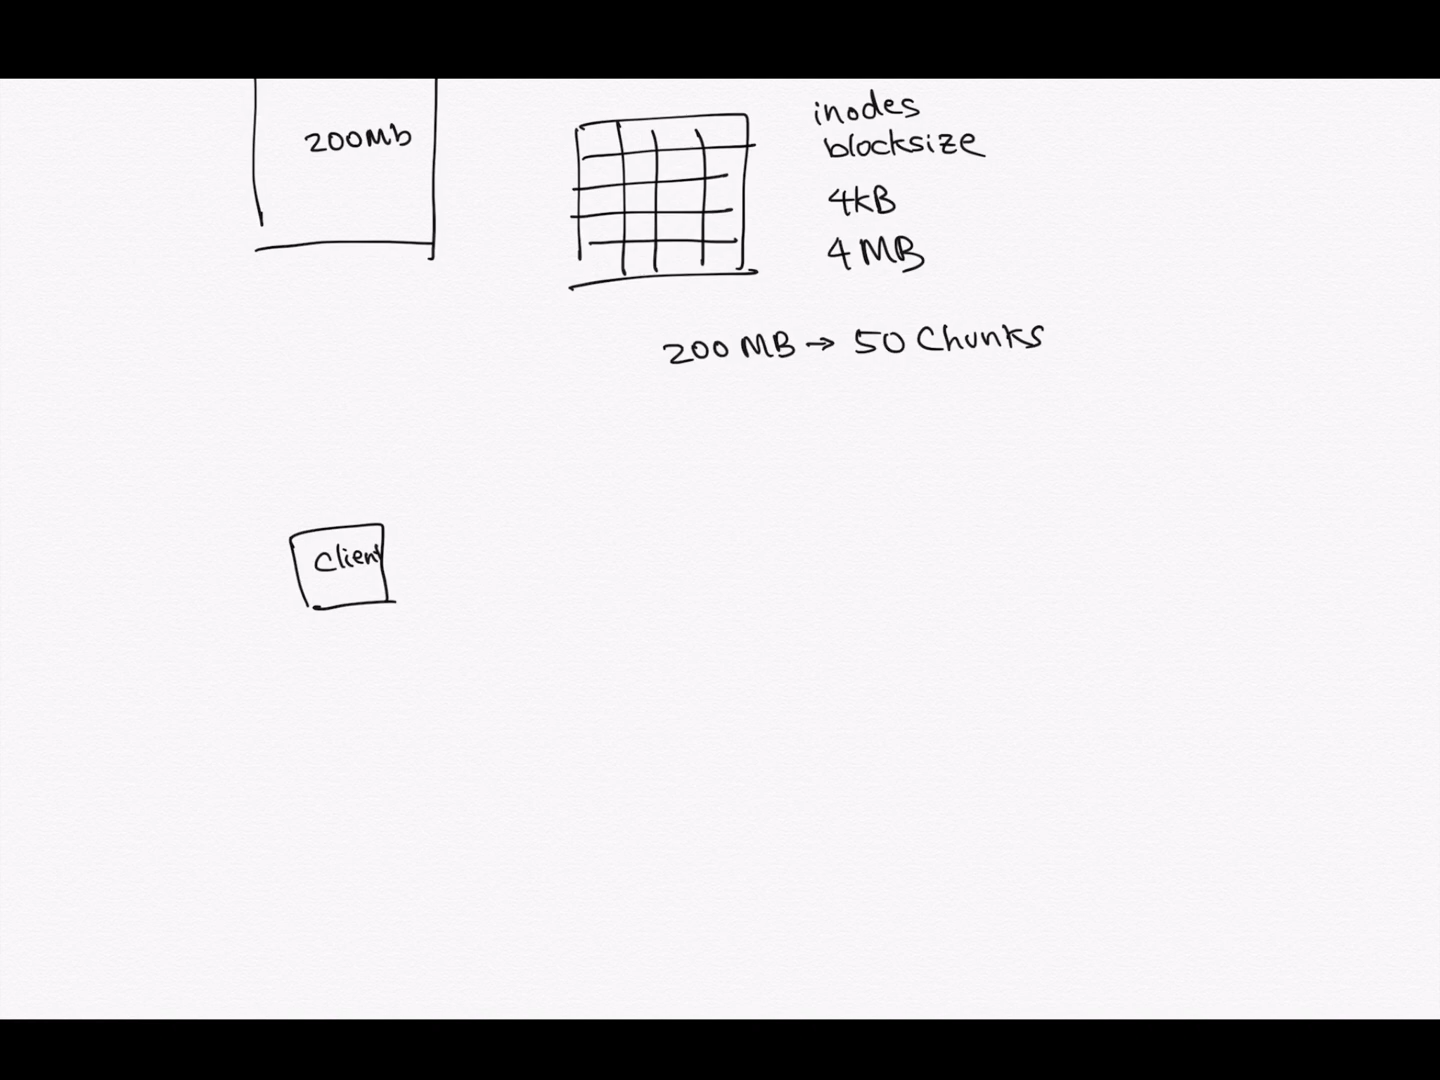 200Mb
inodes
blocksize
4kB
4MB
200 MB → 50 Chunks
Client